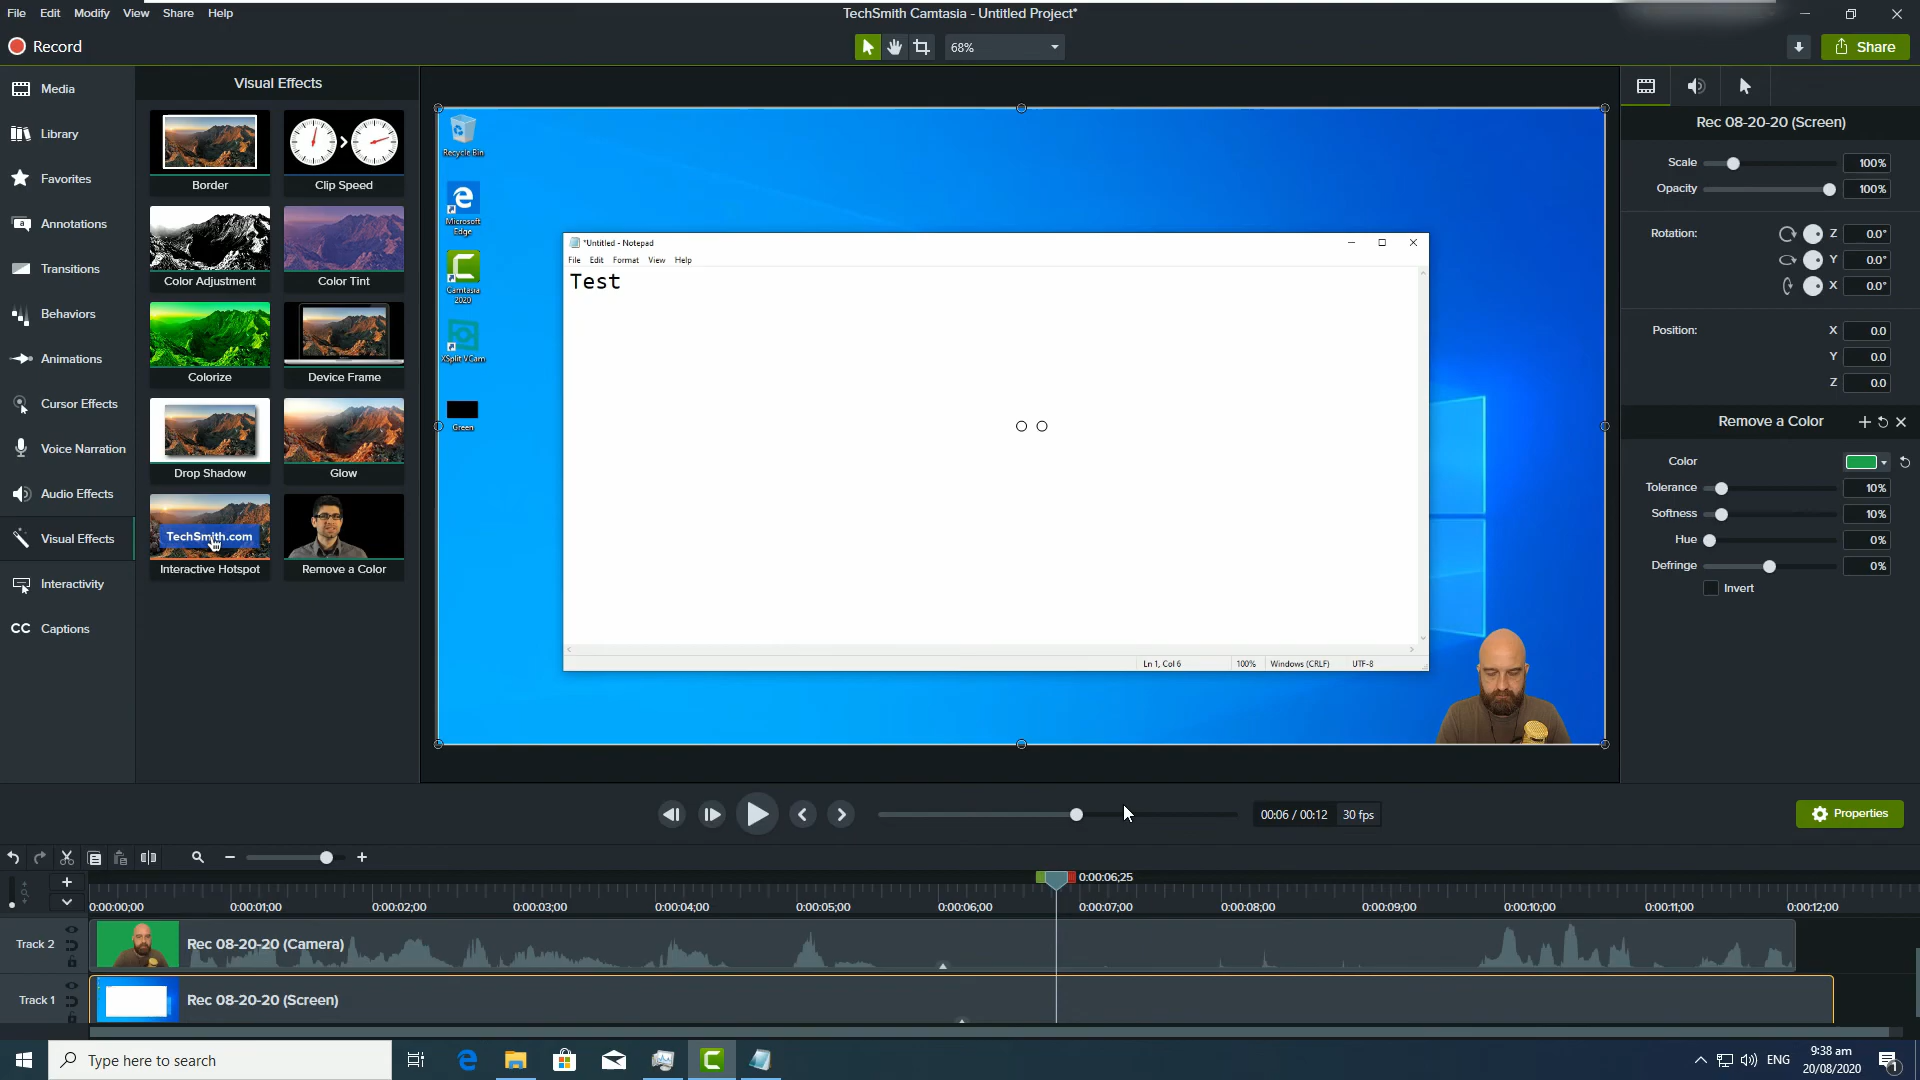 File Edit Modify View Share Help
TechSmith Camtasia - Untitled Project*
Record
68%
Share
Media
Library
Favorites
Annotations
Transitions
Behaviors
Animations
Cursor Effects
Voice Narration
Audio Effects
Visual Effects
Interactivity
CC Captions
Visual Effects
Border
Clip Speed
Color Adjustment
Color Tint
Colorize
Device Frame
Drop Shadow
Glow
TechSmith.com
Interactive Hotspot
Remove a Color
Recycle Bin
Microsoft
Edge
Camtasia
2020
XSplit VCam
Green
*Untitled - Notepad
File Edit Format View Help
Test
Ln 1, Col 6
100%
Windows (CRLF)
UTF-8
Rec 08-20-20 (Screen)
Scale 100%
Opacity 100%
Rotation: Z 0.0°
Y 0.0°
X 0.0°
Position: X 0.0
Y 0.0
Z 0.0
Remove a Color
Color
Tolerance 10%
Softness 10%
Hue 0%
Defringe 0%
Invert
00:06 / 00:12 30 fps
Properties
0:00:06;25
0:00:00;00 0:00:01;00 0:00:02;00 0:00:03;00 0:00:04;00 0:00:05;00 0:00:06;00 0:00:07;00 0:00:08;00 0:00:09;00 0:00:10;00 0:00:11;00 0:00:12;00
Track 2
Rec 08-20-20 (Camera)
Track 1
Rec 08-20-20 (Screen)
Type here to search
ENG
9:38 am
20/08/2020
1